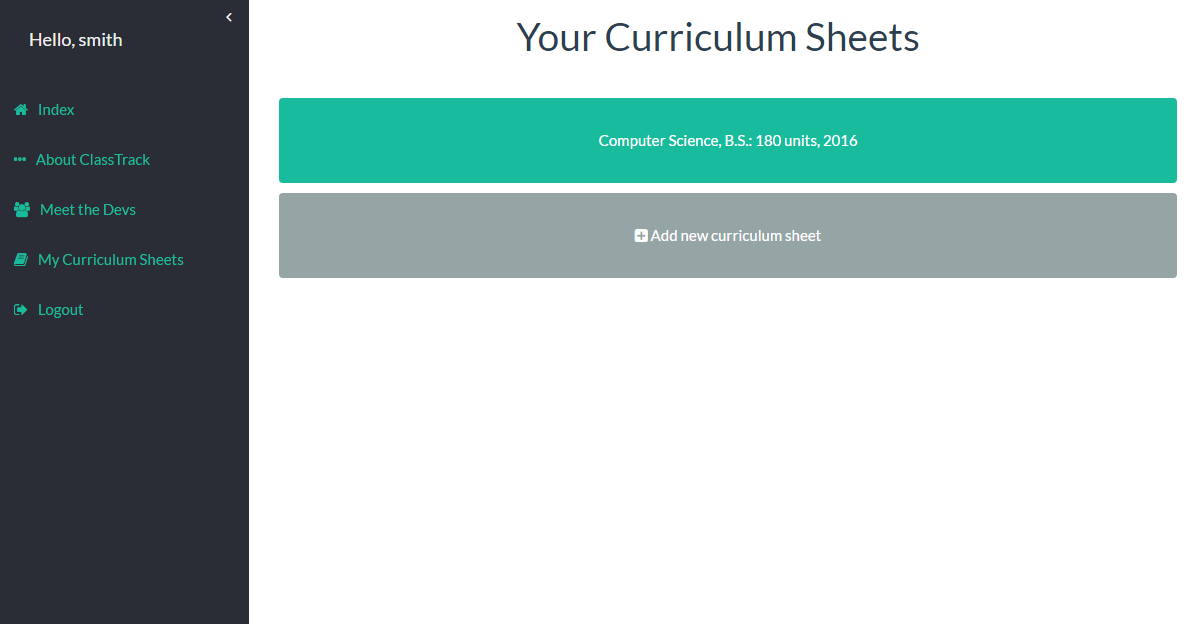 Hello, smith
Index
About ClassTrack
Meet the Devs
My Curriculum Sheets
Logout
Your Curriculum Sheets
Computer Science, B.S.: 180 units, 2016
Add new curriculum sheet